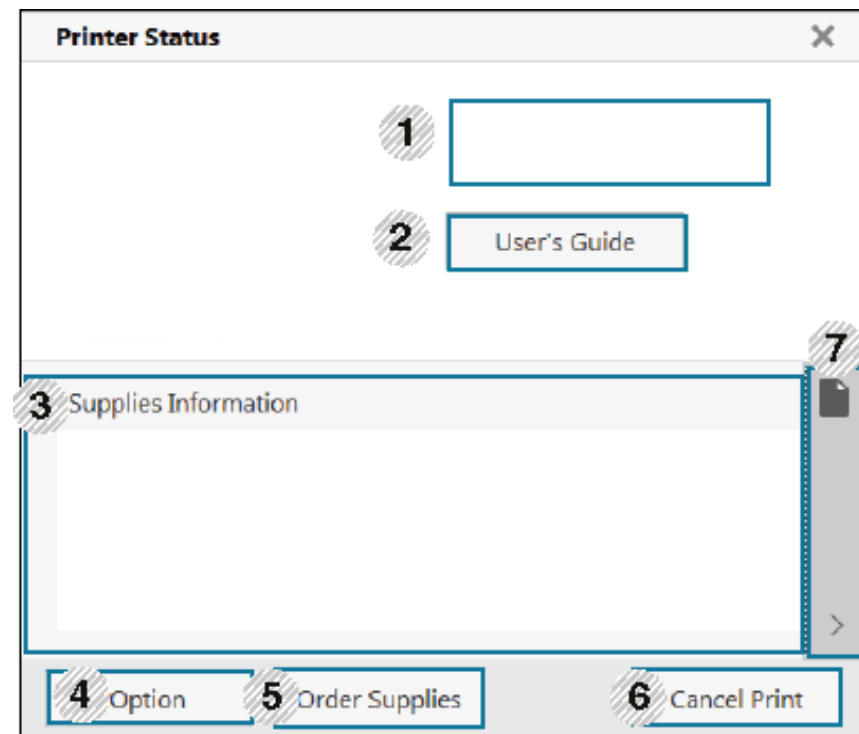 Printer Status
1
2 User's Guide
7
3 Supplies Information
4 Option 5 Order Supplies 6 Cancel Print